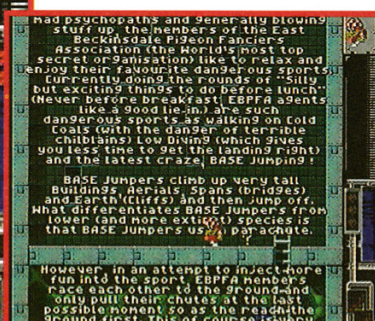 mad psychopaths and generally blowing
stuff up, the members of the East
Beckinsdale Pigeon Fancier's
Association (the World's most top
secret organisation) like to relax and
enjoy their favourite dangerous sports.
Currently doing the rounds of "Silly
but exciting things to do before lunch"
(Never before breakfast, EBPFA agents
like a good lie in) are such
dangerous sports as walking on Cold
Coals (with the danger of terrible
chilblains) Low Diving (which gives
you less time to get the landing right)
and the latest craze, BASE Jumping !
BASE Jumpers climb up very tall
Buildings, Aerials, Spans (bridges)
and Earth (Cliffs) and then jump off.
What differentiates BASE Jumpers from
lower (and more extinct) species is
that BASE Jumpers use a parachute.
However, in an attempt to inject more
fun into the sport, EBPFA members
race each other to the ground and
only pull their chutes at the last
possible moment so as the reach the
ground first. This of course is very